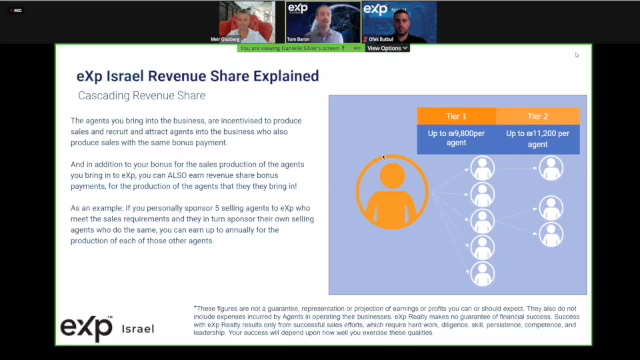 REC
exp
exp
Israel
Meir Giszberg
Tom Baron
Ofek Butbul
You are viewing Danielle Silver's screen
View Options
eXp Israel Revenue Share Explained
Cascading Revenue Share
The agents you bring into the business, are incentivised to produce
sales and recruit and attract agents into the business who also
produce sales with the same bonus payment.
And in addition to your bonus for the sales production of the agents
you bring in to eXp, you can ALSO earn revenue share bonus
payments, for the production of the agents that they they bring in!
As an example: If you personally sponsor 5 selling agents to eXp who
meet the sales requirements and they in turn sponsor their own selling
agents who do the same, you can earn up to annually for the
production of each of those other agents.
Tier 1
Tier 2
Up to ₪9,800per
agent
Up to ₪11,200 per
agent
*These figures are not a guarantee, representation or projection of earnings or profits you can or should expect. They also do not
include expenses incurred by Agents in operating their businesses. eXp Realty makes no guarantee of financial success. Success
with eXp Realty results only from successful sales efforts, which require hard work, diligence, skill, persistence, competence, and
leadership. Your success will depend upon how well you exercise these qualities.
exp Israel